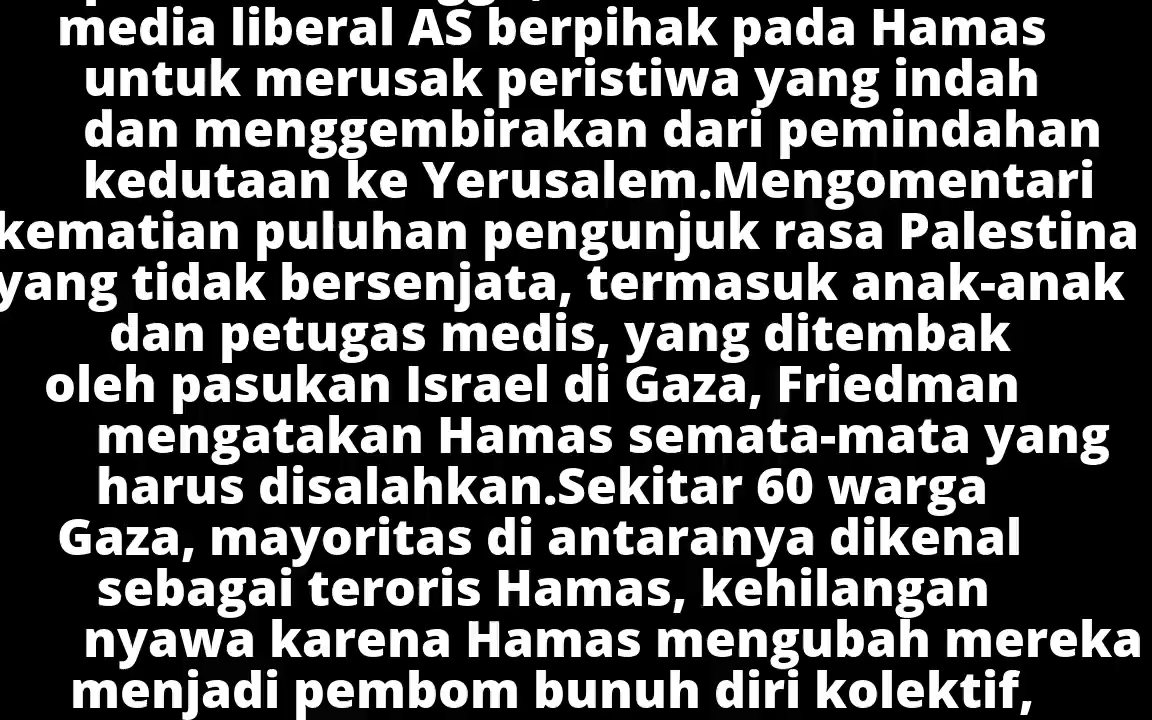 media liberal AS berpihak pada Hamas
untuk merusak peristiwa yang indah
dan menggembirakan dari pemindahan
kedutaan ke Yerusalem.Mengomentari
kematian puluhan pengunjuk rasa Palestina
yang tidak bersenjata, termasuk anak-anak
dan petugas medis, yang ditembak
oleh pasukan Israel di Gaza, Friedman
mengatakan Hamas semata-mata yang
harus disalahkan.Sekitar 60 warga
Gaza, mayoritas di antaranya dikenal
sebagai teroris Hamas, kehilangan
nyawa karena Hamas mengubah mereka
menjadi pembom bunuh diri kolektif,